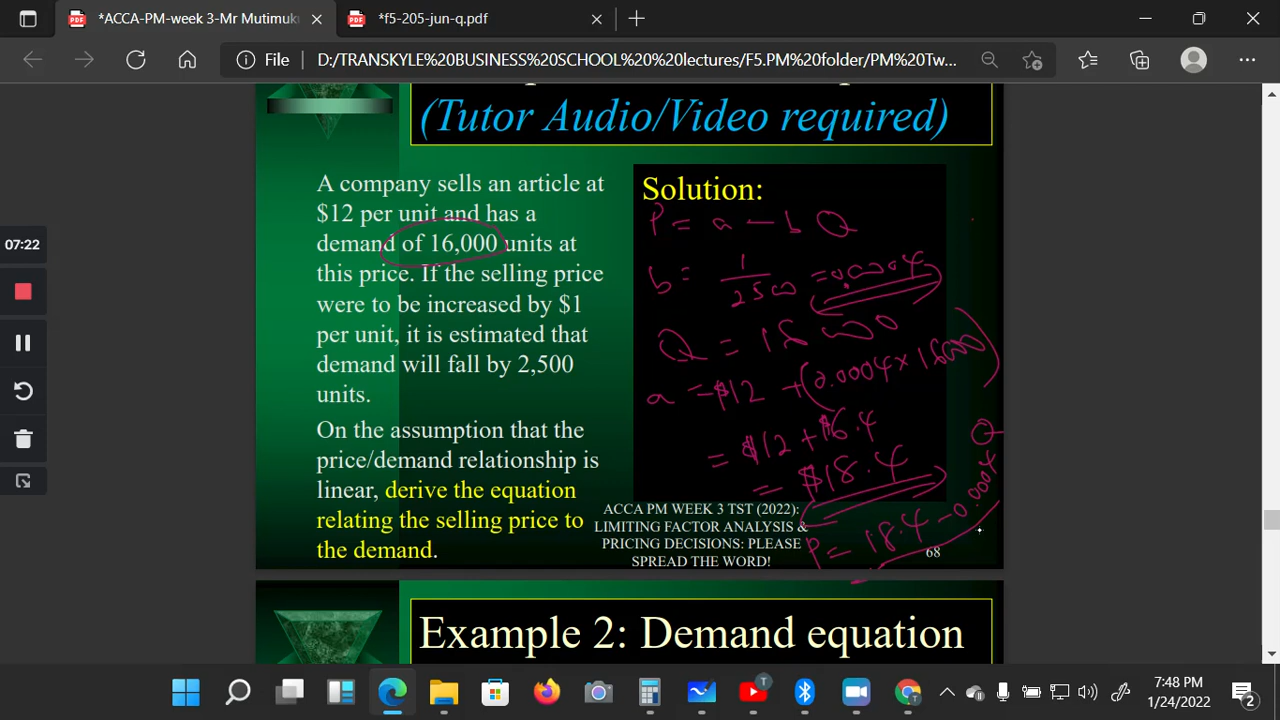 *ACCA-PM-week 3-Mr Mutimuku
*f5-205-jun-q.pdf
File
D:/TRANSKYLE%20BUSINESS%20SCHOOL%20%20lectures/F5.PM%20folder/PM%20Tw...
(Tutor Audio/Video required)
A company sells an article at
$12 per unit and has a
demand of 16,000 units at
this price. If the selling price
were to be increased by $1
per unit, it is estimated that
demand will fall by 2,500
units.
On the assumption that the
price/demand relationship is
linear, derive the equation
relating the selling price to
the demand.
Solution:
P = a - bQ
b = 1/2500 = 0.0004
Q = 16000
a = $12 + (0.0004 × 16000)
= $12 + $6.4
= $18.4
P = 18.4 - 0.0004 Q
ACCA PM WEEK 3 TST (2022):
LIMITING FACTOR ANALYSIS &
PRICING DECISIONS: PLEASE
SPREAD THE WORD!
68
Example 2: Demand equation
07:22
7:48 PM
1/24/2022